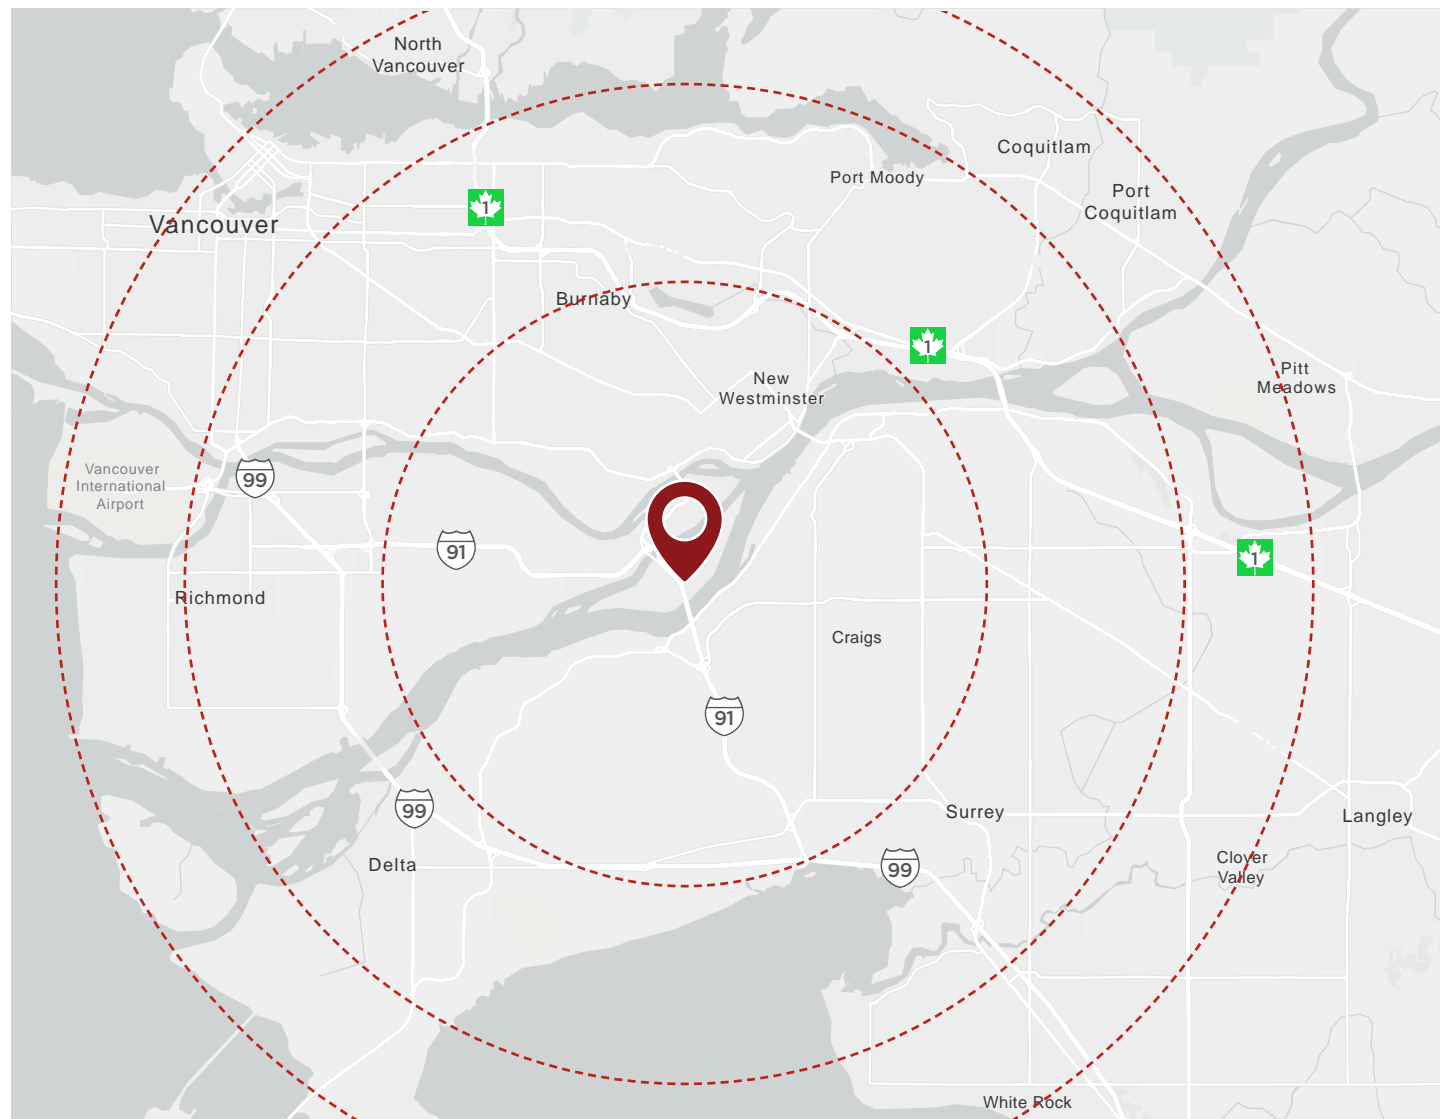 North
Vancouver
Coquitlam
Port Moody
Port
Coquitlam
1
Vancouver
Burnaby
1
Pitt
Meadows
New
Westminster
Vancouver
International
Airport
99
91
1
Richmond
Craigs
91
99
Surrey
Langley
Delta
99
Clover
Valley
White Rock